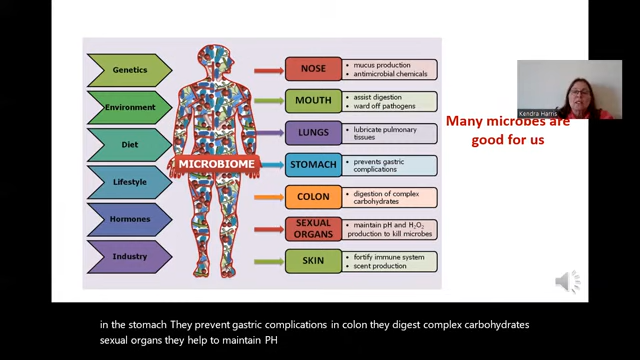 Genetics
Environment
Diet
Lifestyle
Hormones
Industry
MICROBIOME
NOSE
• mucus production
• antimicrobial chemicals
MOUTH
• assist digestion
• ward off pathogens
LUNGS
• lubricate pulmonary
tissues
STOMACH
• prevents gastric
complications
COLON
• digestion of complex
carbohydrates
SEXUAL
ORGANS
• maintain pH and H₂O₂
production to kill microbes
SKIN
• fortify immune system
• scent production
Kendra Harris
Many microbes are
good for us
in the stomach They prevent gastric complications in colon they digest complex carbohydrates
sexual organs they help to maintain PH